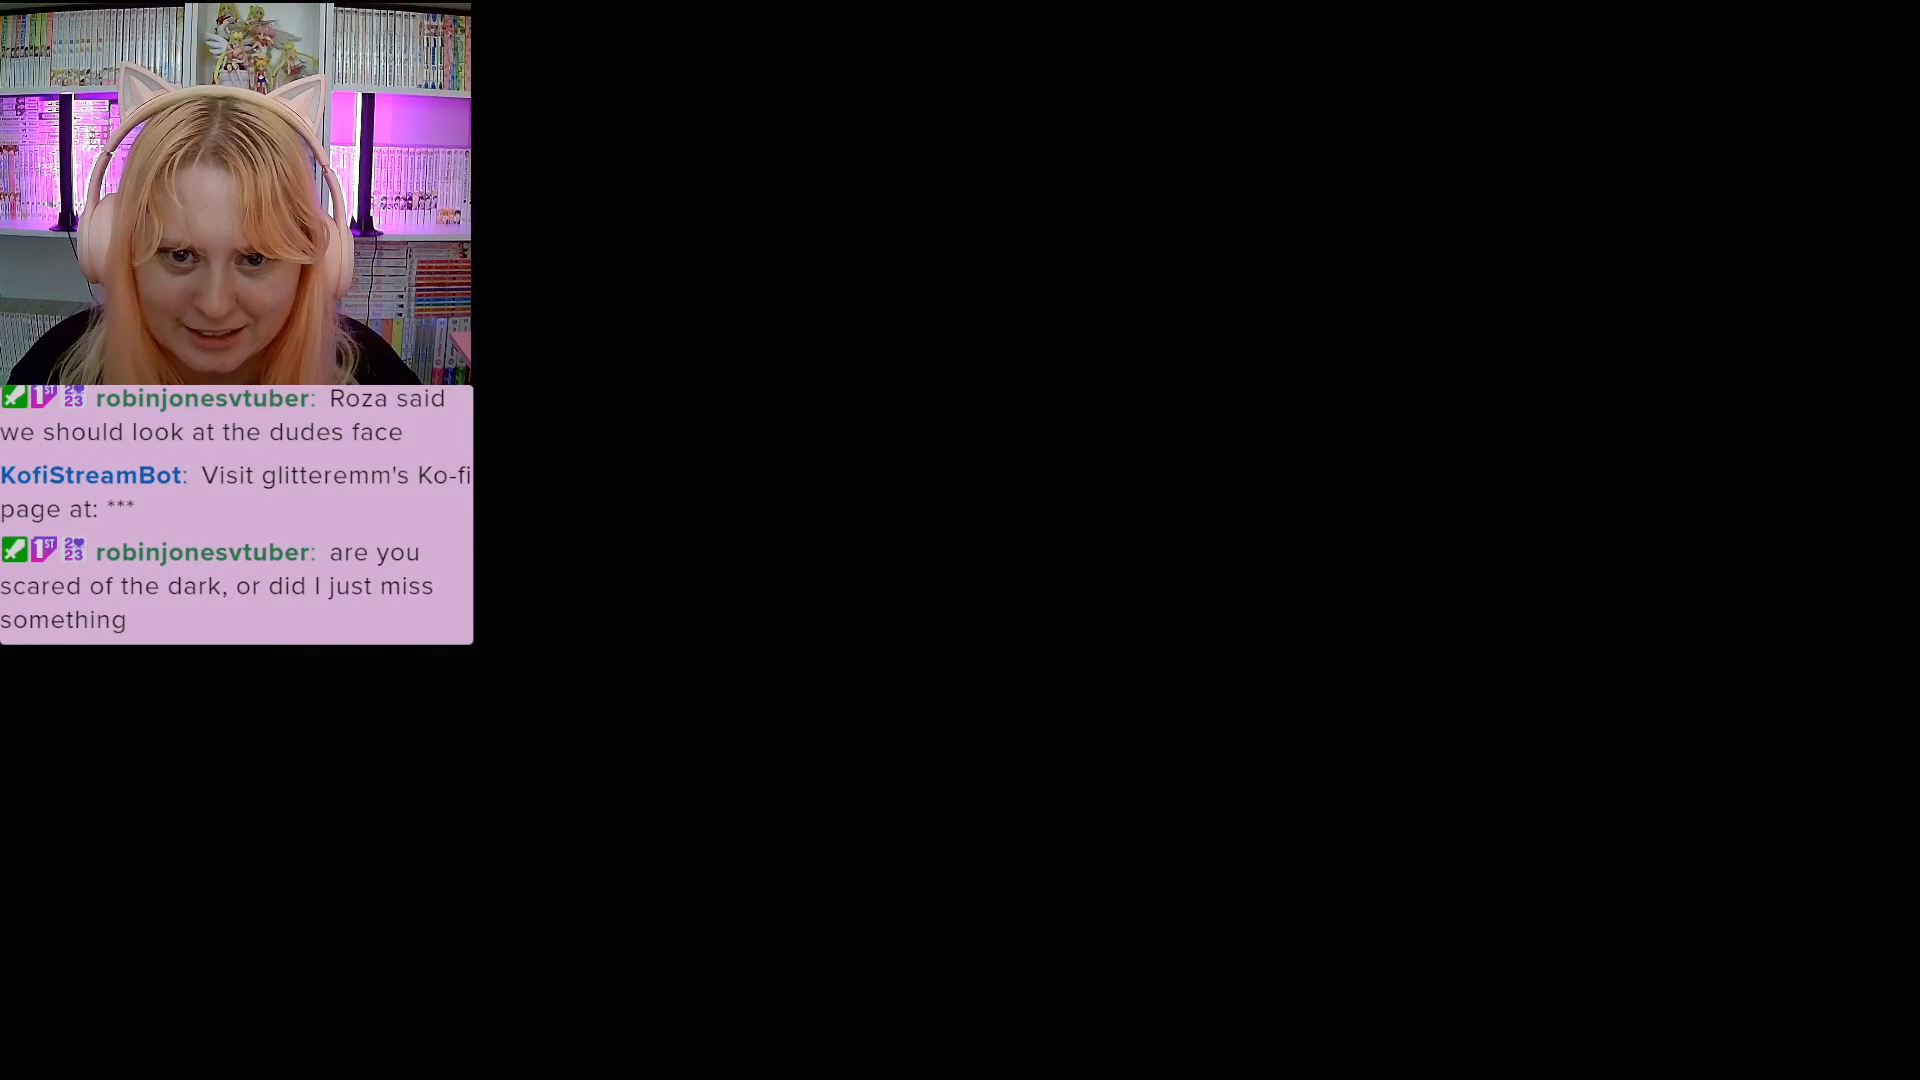 robinjonesvtuber: Roza said
we should look at the dudes face
KofiStreamBot: Visit glitteremm's Ko-fi
page at: ***
robinjonesvtuber: are you
scared of the dark, or did I just miss
something